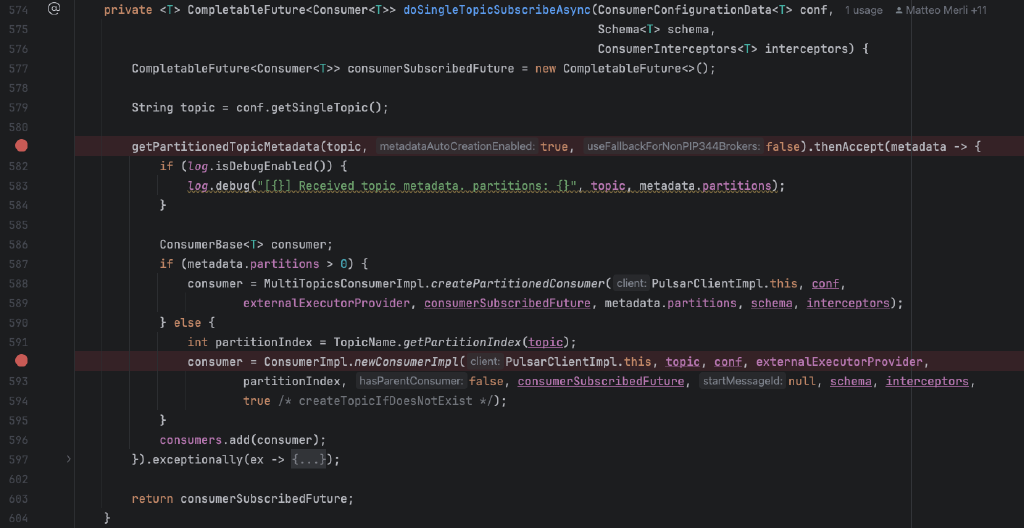 574 @ private <T> CompletableFuture<Consumer<T>> doSingleTopicSubscribeAsync(ConsumerConfigurationData<T> conf, 1 usage Matteo Merli +11
575 Schema<T> schema,
576 ConsumerInterceptors<T> interceptors) {
577 CompletableFuture<Consumer<T>> consumerSubscribedFuture = new CompletableFuture<>();
578
579 String topic = conf.getSingleTopic();
580
getPartitionedTopicMetadata(topic, metadataAutoCreationEnabled: true, useFallbackForNonPIP344Brokers: false).thenAccept(metadata -> {
582 if (log.isDebugEnabled()) {
583 log.debug("[{}] Received topic metadata. partitions: {}", topic, metadata.partitions);
584 }
585
586 ConsumerBase<T> consumer;
587 if (metadata.partitions > 0) {
588 consumer = MultiTopicsConsumerImpl.createPartitionedConsumer( client: PulsarClientImpl.this, conf,
589 externalExecutorProvider, consumerSubscribedFuture, metadata.partitions, schema, interceptors);
590 } else {
591 int partitionIndex = TopicName.getPartitionIndex(topic);
consumer = ConsumerImpl.newConsumerImpl( client: PulsarClientImpl.this, topic, conf, externalExecutorProvider,
593 partitionIndex, hasParentConsumer: false, consumerSubscribedFuture, startMessageId: null, schema, interceptors,
594 true /* createTopicIfDoesNotExist */);
595 }
596 consumers.add(consumer);
597 }).exceptionally(ex -> {...});
602
603 return consumerSubscribedFuture;
604 }